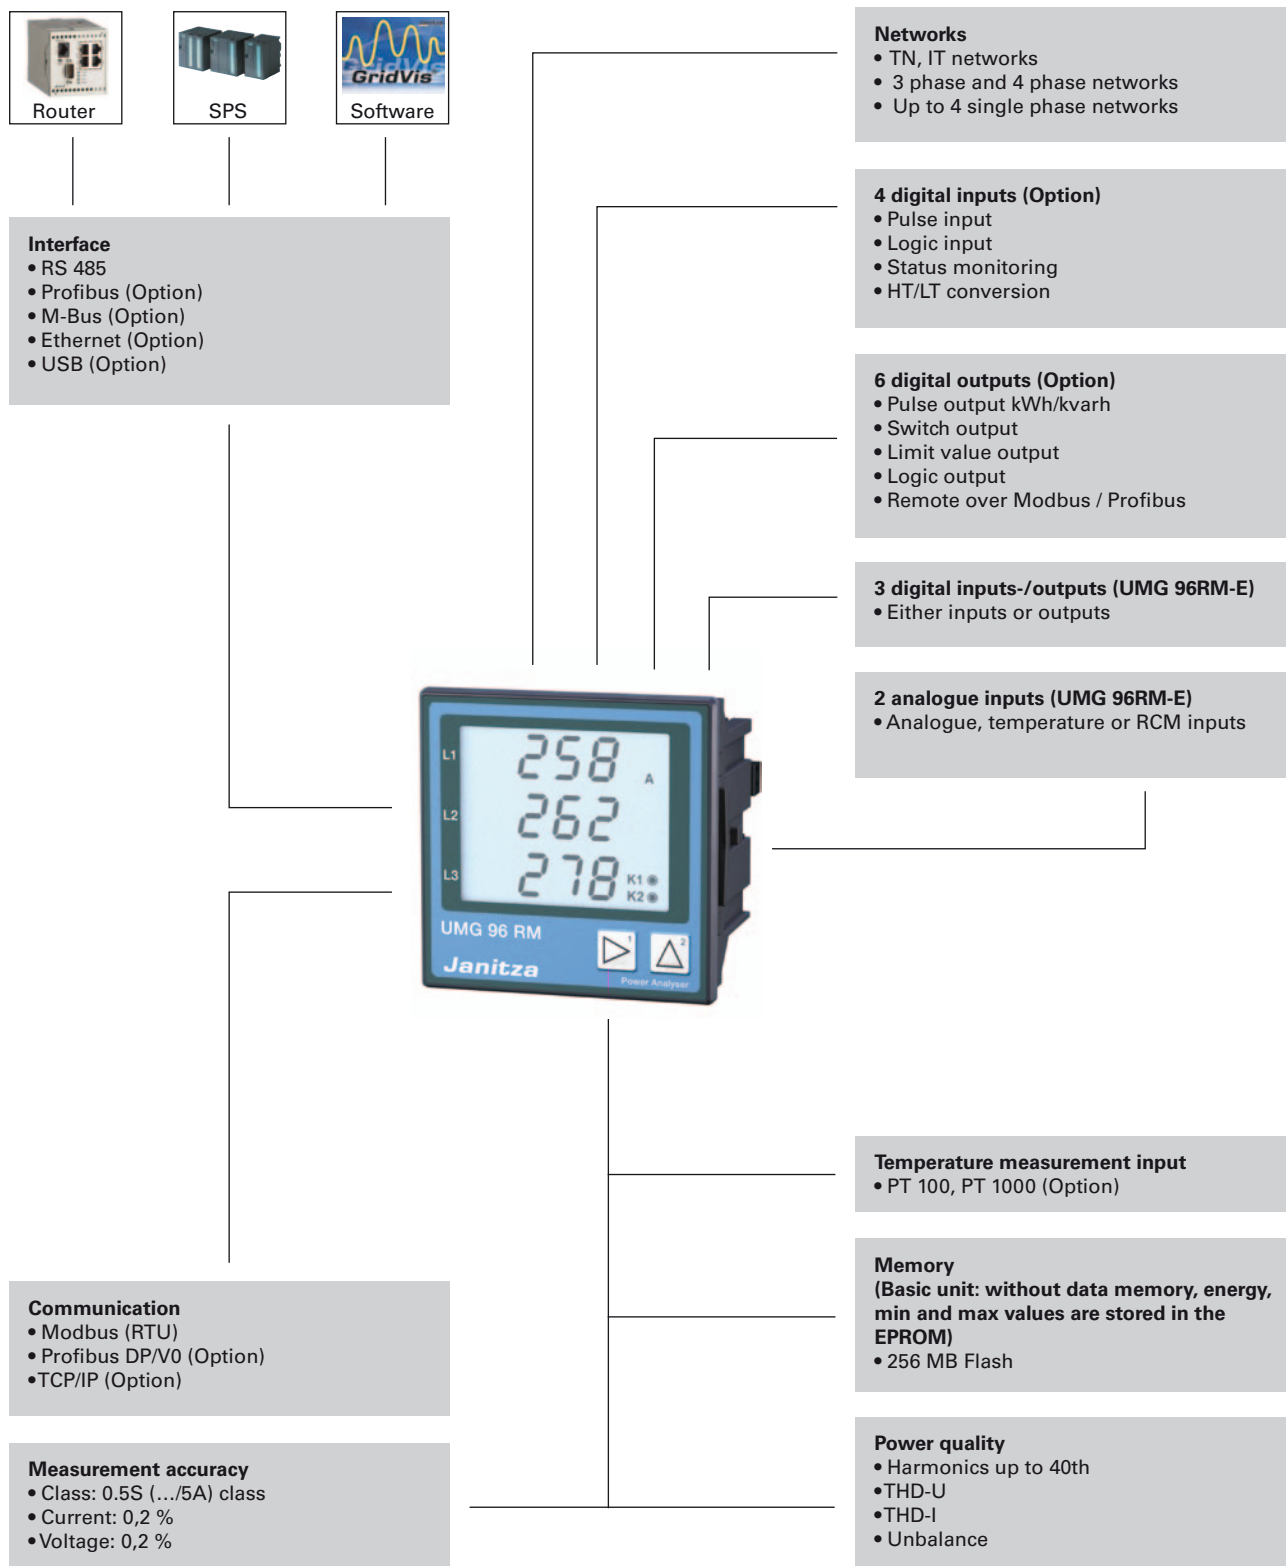 Router
SPS
GridVis
Software
Interface
• RS 485
• Profibus (Option)
• M-Bus (Option)
• Ethernet (Option)
• USB (Option)
Networks
• TN, IT networks
• 3 phase and 4 phase networks
• Up to 4 single phase networks
4 digital inputs (Option)
• Pulse input
• Logic input
• Status monitoring
• HT/LT conversion
6 digital outputs (Option)
• Pulse output kWh/kvarh
• Switch output
• Limit value output
• Logic output
• Remote over Modbus / Profibus
3 digital inputs-/outputs (UMG 96RM-E)
• Either inputs or outputs
2 analogue inputs (UMG 96RM-E)
• Analogue, temperature or RCM inputs
L1 258 A
L2 262
L3 278 K1
K2
UMG 96 RM
1 2
Janitza
Power Analyser
Temperature measurement input
• PT 100, PT 1000 (Option)
Memory
(Basic unit: without data memory, energy,
min and max values are stored in the
EPROM)
• 256 MB Flash
Communication
• Modbus (RTU)
• Profibus DP/V0 (Option)
•TCP/IP (Option)
Measurement accuracy
• Class: 0.5S (…/5A) class
• Current: 0,2 %
• Voltage: 0,2 %
Power quality
• Harmonics up to 40th
•THD-U
•THD-I
• Unbalance